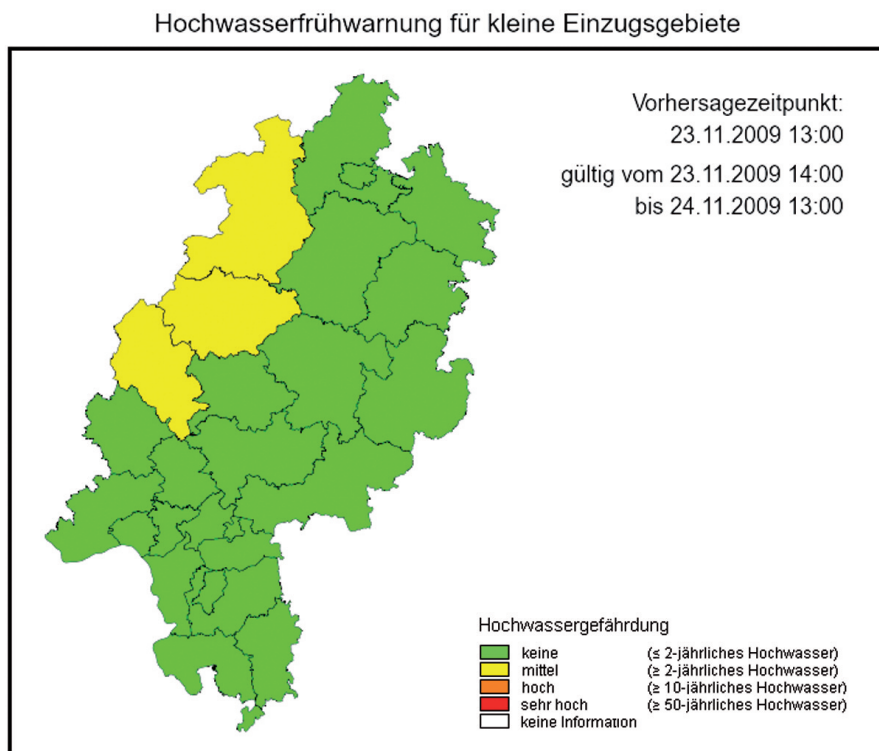 Hochwasserfrühwarnung für kleine Einzugsgebiete
Vorhersagezeitpunkt:
23.11.2009 13:00
gültig vom 23.11.2009 14:00
bis 24.11.2009 13:00
Hochwassergefährdung
keine (≤ 2-jährliches Hochwasser)
mittel (≥ 2-jährliches Hochwasser)
hoch (≥ 10-jährliches Hochwasser)
sehr hoch (≥ 50-jährliches Hochwasser)
keine Information